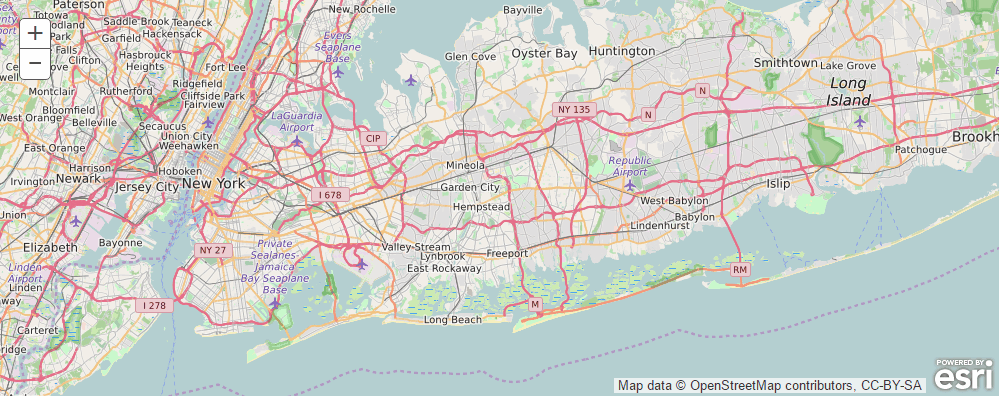 Paterson
Totowa
Saddle Brook
Teaneck
New Rochelle
Bayville
Garfield
Hackensack
Evers
Seaplane
Base
Glen Cove
Oyster Bay
Huntington
Smithtown
Lake Grove
Long
Island
Clifton
Hasbrouck
Heights
Fort Lee
Montclair
Rutherford
Ridgefield
Cliffside Park
Fairview
Bloomfield
Belleville
West Orange
Secaucus
Union City
Weehawken
LaGuardia
Airport
CIP
NY 135
N
N
Brookh
Patchogue
East Orange
Harrison
Newark
Irvington
Jersey City
New York
I 678
Mineola
Garden City
Hempstead
Republic
Airport
West Babylon
Babylon
Islip
Lindenhurst
Union
Elizabeth
Bayonne
NY 27
Private
Sealanes-
Jamaica
Bay Seaplane
Base
Valley-Stream
Lynbrook
East Rockaway
Freeport
Linden
Airport
Linden
RM
I 278
M
Long Beach
Carteret
+
−
Map data © OpenStreetMap contributors, CC-BY-SA
POWERED BY
esri